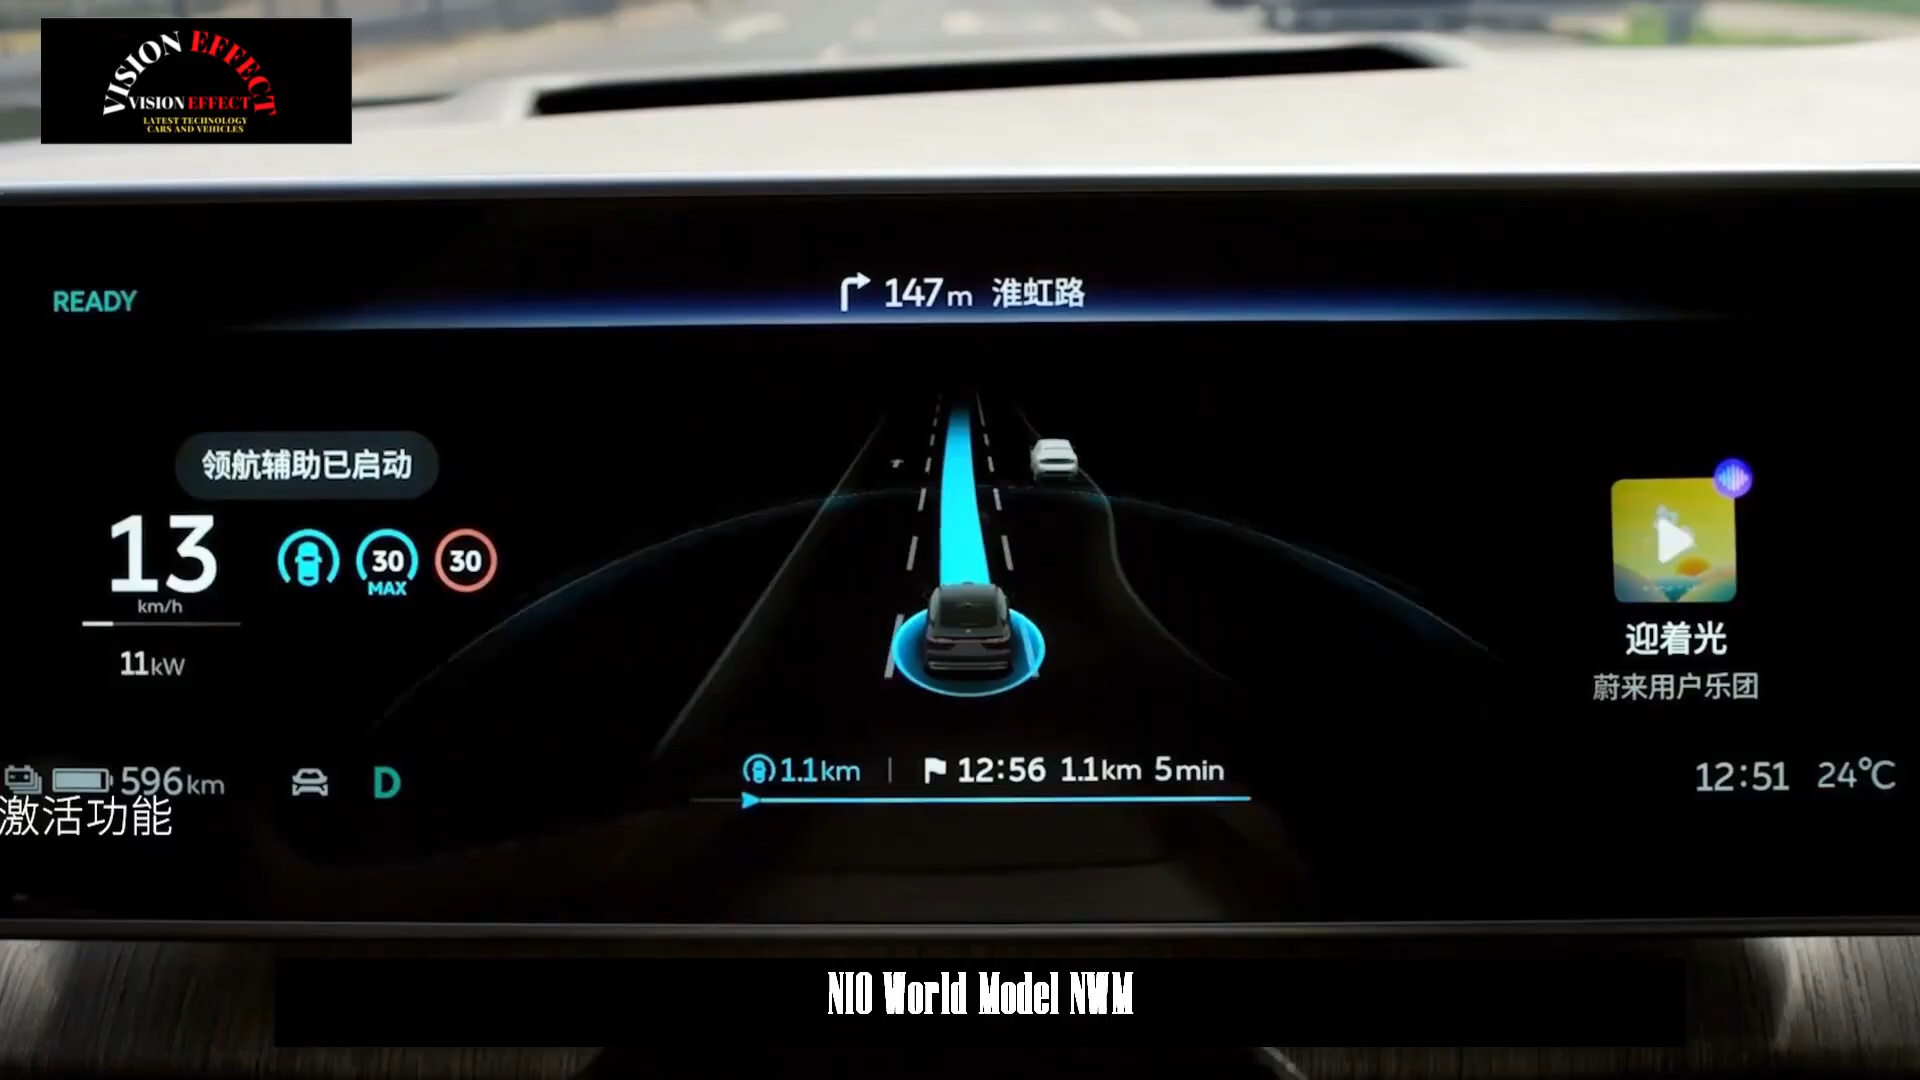 VISION EFFECT
VISION EFFECT
LATEST TECHNOLOGY
CARS AND VEHICLES
READY
147m 淮虹路
领航辅助已启动
13
km/h
30
MAX
30
11kW
迎着光
蔚来用户乐团
596km
D
1.1km | 12:56 1.1km 5min
12:51 24℃
激活功能
NIO World Model NWM